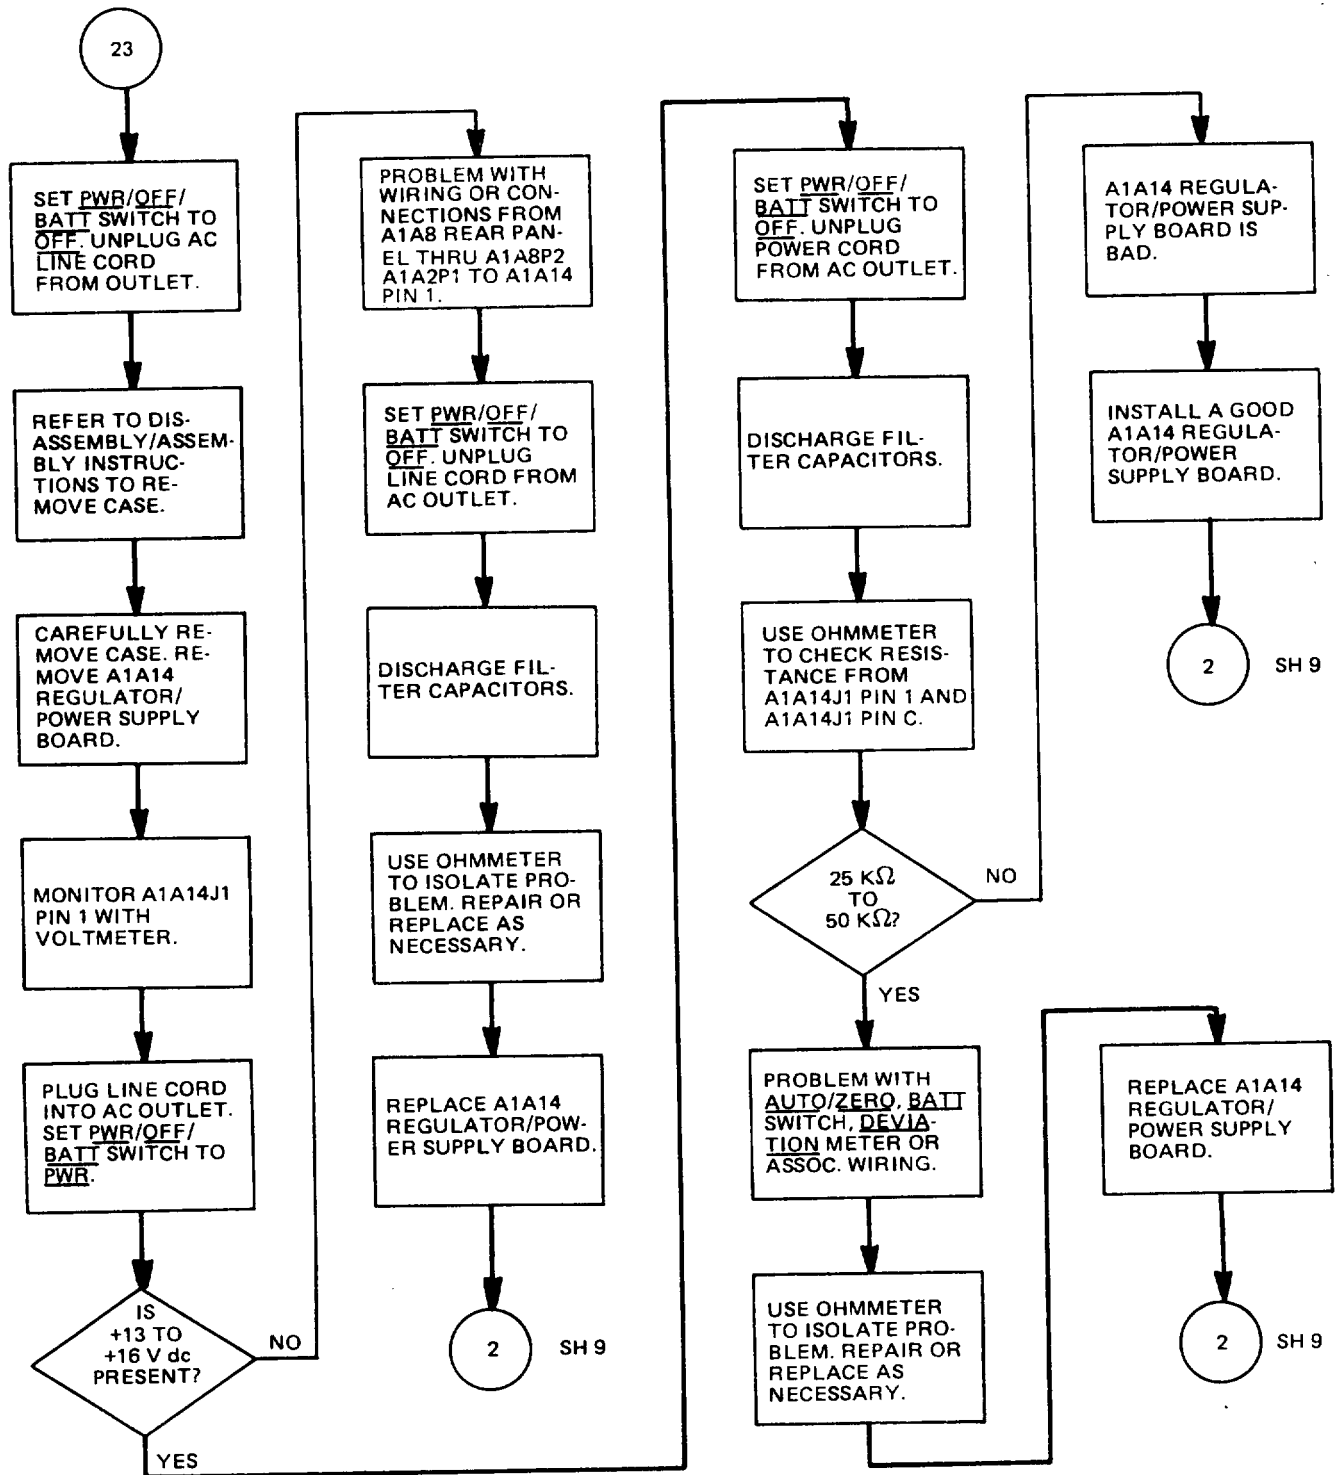 23
SET PWR/OFF/
BATT SWITCH TO
OFF. UNPLUG AC
LINE CORD
FROM OUTLET.
REFER TO DIS-
ASSEMBLY/ASSEM-
BLY INSTRUC-
TIONS TO RE-
MOVE CASE.
CAREFULLY RE-
MOVE CASE. RE-
MOVE A1A14
REGULATOR/
POWER SUPPLY
BOARD.
MONITOR A1A14J1
PIN 1 WITH
VOLTMETER.
PLUG LINE CORD
INTO AC OUTLET.
SET PWR/OFF/
BATT SWITCH TO
PWR.
IS
+13 TO
+16 V dc
PRESENT?
NO
YES
PROBLEM WITH
WIRING OR CON-
NECTIONS FROM
A1A8 REAR PAN-
EL THRU A1A8P2
A1A2P1 TO A1A14
PIN 1.
SET PWR/OFF/
BATT SWITCH TO
OFF. UNPLUG
LINE CORD FROM
AC OUTLET.
DISCHARGE FIL-
TER CAPACITORS.
USE OHMMETER
TO ISOLATE PRO-
BLEM. REPAIR OR
REPLACE AS
NECESSARY.
REPLACE A1A14
REGULATOR/POW-
ER SUPPLY BOARD.
2 SH 9
SET PWR/OFF/
BATT SWITCH TO
OFF. UNPLUG
POWER CORD
FROM AC OUTLET.
DISCHARGE FIL-
TER CAPACITORS.
USE OHMMETER
TO CHECK RESIS-
TANCE FROM
A1A14J1 PIN 1 AND
A1A14J1 PIN C.
25 KΩ
TO
50 KΩ?
NO
YES
PROBLEM WITH
AUTO/ZERO, BATT
SWITCH, DEVIA-
TION METER OR
ASSOC. WIRING.
USE OHMMETER
TO ISOLATE PRO-
BLEM. REPAIR OR
REPLACE AS
NECESSARY.
A1A14 REGULA-
TOR/POWER SUP-
PLY BOARD IS
BAD.
INSTALL A GOOD
A1A14 REGULA-
TOR/POWER
SUPPLY BOARD.
2 SH 9
REPLACE A1A14
REGULATOR/
POWER SUPPLY
BOARD.
2 SH 9